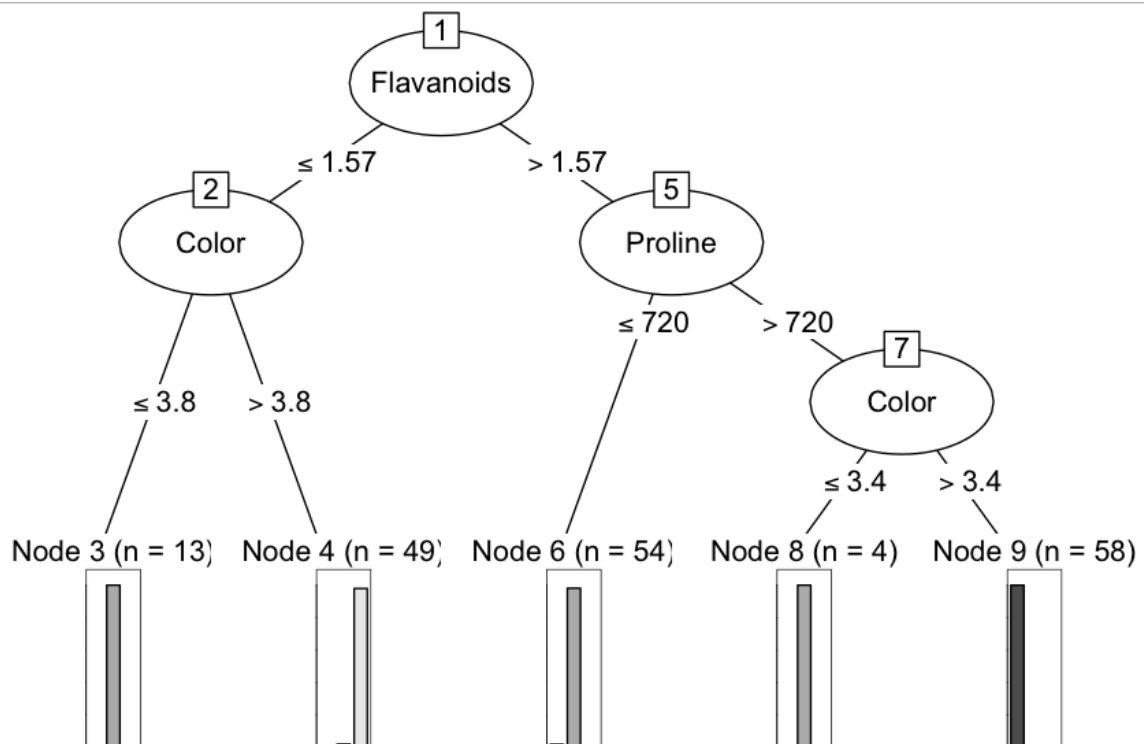 1
Flavanoids
≤ 1.57 > 1.57
2 5
Color Proline
≤ 720 > 720
7
≤ 3.8 > 3.8 Color
≤ 3.4 > 3.4
Node 3 (n = 13) Node 4 (n = 49) Node 6 (n = 54) Node 8 (n = 4) Node 9 (n = 58)